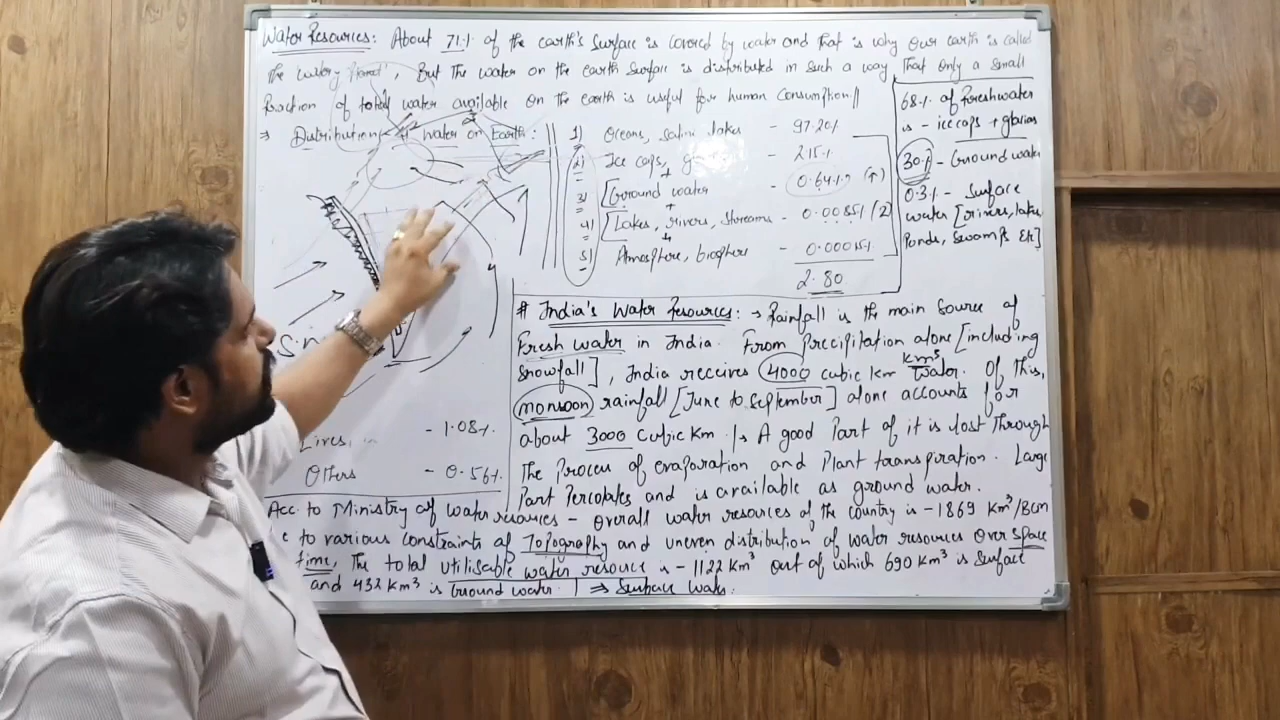 Water Resources: About 71% of the earth's surface is covered by water and that is why our earth is called
the watery planet', But the water on the earth surface is distributed in such a way that only a small
fraction of total water available on the earth is useful for human consumption.||
⇒ Distribution of water on Earth:
1) Oceans, salini lakes - 97.20%
2) Ice caps, - 2.15%
3) Ground water - 0.64% (↑)
4) Lakes, rivers, streams - 0.0085% (2)
5) Atmosphere, biosphere - 0.0001%
2.80
68% of freshwater
is - ice caps + glaciers
30% - Ground water
0.3% - Surface
water [rivers, lakes,
Ponds, swamps Etc]
- 1.08%
Others - 0.56%
# India's Water Resources: → Rainfall is the main source of
Fresh water in India. From Precipitation alone [including
snowfall], India receives 4000 cubic km water. Of this,
km³
monsoon rainfall [June to September] alone accounts for
about 3000 cubic km. A good part of it is lost through
the process of evaporation and plant transpiration. Large
Part percolates and is available as ground water.
Acc. to Ministry of water resources - overall water resources of the country is - 1869 km³/BCM
to various constraints of Topography and uneven distribution of water resources over space
time, The total utilisable water resource is - 1122 km³ out of which 690 km³ is surface
and 432 km³ is Ground water. | ⇒ Surface Water: